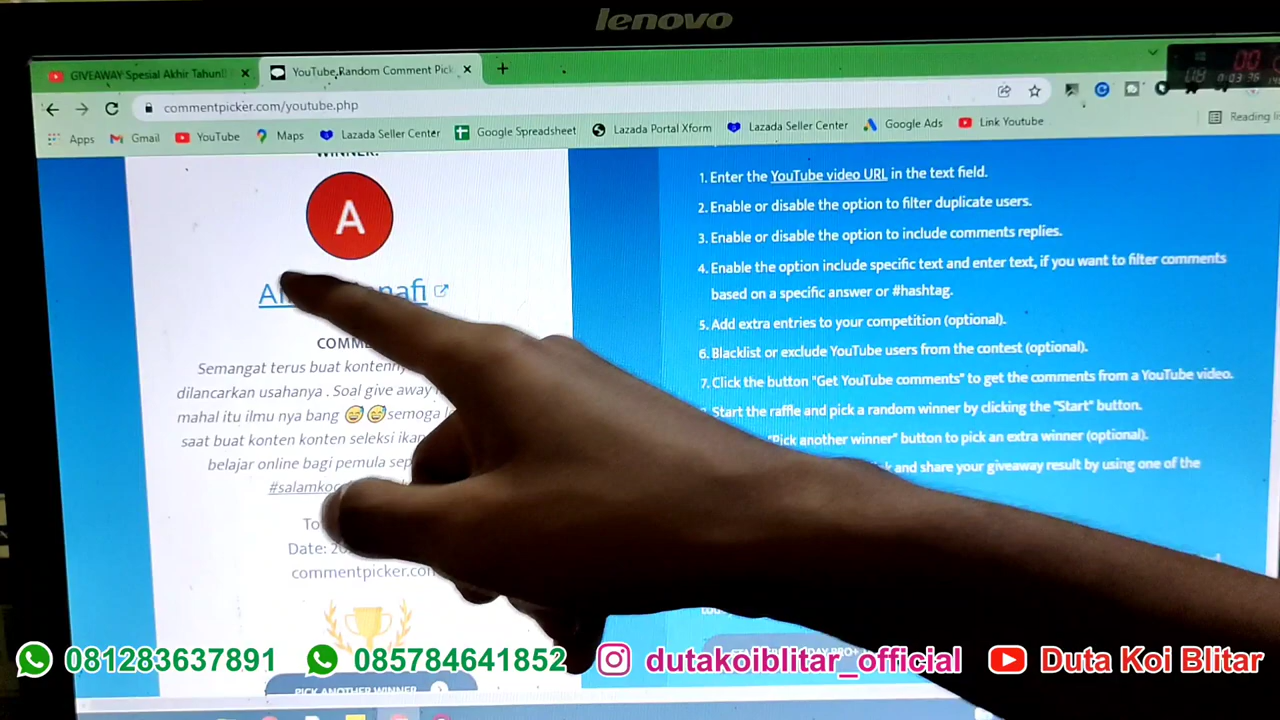 lenovo
GIVEAWAY Spesial Akhir Tahun!
YouTube Random Comment Pick
commentpicker.com/youtube.php
Apps
Gmail
YouTube
Maps
Lazada Seller Center
Google Spreadsheet
Lazada Portal Xform
Lazada Seller Center
Google Ads
Link Youtube
Reading li
WINNER:
A
COMME
Semangat terus buat kontenny
dilancarkan usahanya . Soal give away
mahal itu ilmu nya bang 😅😅semoga
saat buat konten konten seleksi ikan
belajar online bagi pemula sep
Date:
commentpicker.com
PICK ANOTHER WINNER
1. Enter the YouTube video URL in the text field.
2. Enable or disable the option to filter duplicate users.
3. Enable or disable the option to include comments replies.
4. Enable the option include specific text and enter text, if you want to filter comments
based on a specific answer or #hashtag.
5. Add extra entries to your competition (optional).
6. Blacklist or exclude YouTube users from the contest (optional).
7. Click the button "Get YouTube comments" to get the comments from a YouTube video.
Start the raffle and pick a random winner by clicking the "Start" button.
"Pick another winner" button to pick an extra winner (optional).
and share your giveaway result by using one of the
081283637891
085784641852
dutakoiblitar_official
Duta Koi Blitar